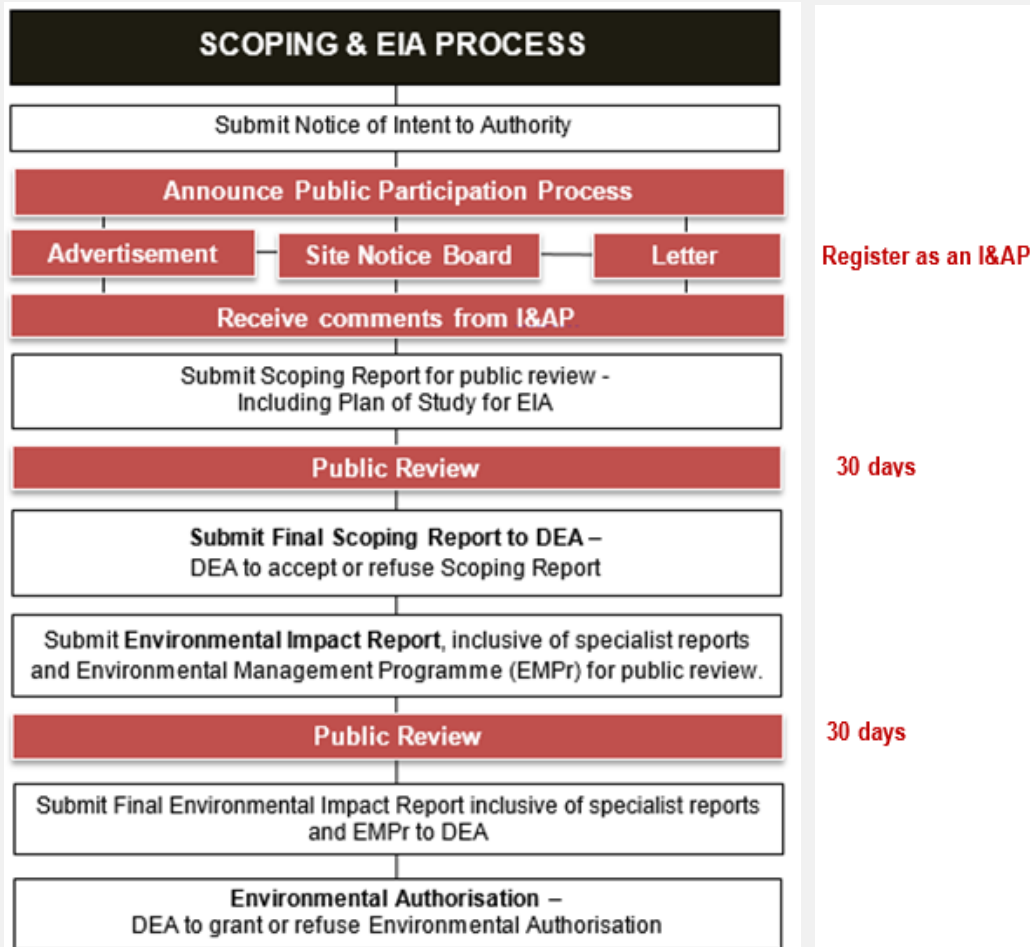 SCOPING & EIA PROCESS
Submit Notice of Intent to Authority
Announce Public Participation Process
Advertisement
Site Notice Board
Letter
Register as an I&AP
Receive comments from I&AP.
Submit Scoping Report for public review -
Including Plan of Study for EIA
Public Review
30 days
Submit Final Scoping Report to DEA –
DEA to accept or refuse Scoping Report
Submit Environmental Impact Report, inclusive of specialist reports
and Environmental Management Programme (EMPr) for public review.
Public Review
30 days
Submit Final Environmental Impact Report inclusive of specialist reports
and EMPr to DEA
Environmental Authorisation –
DEA to grant or refuse Environmental Authorisation